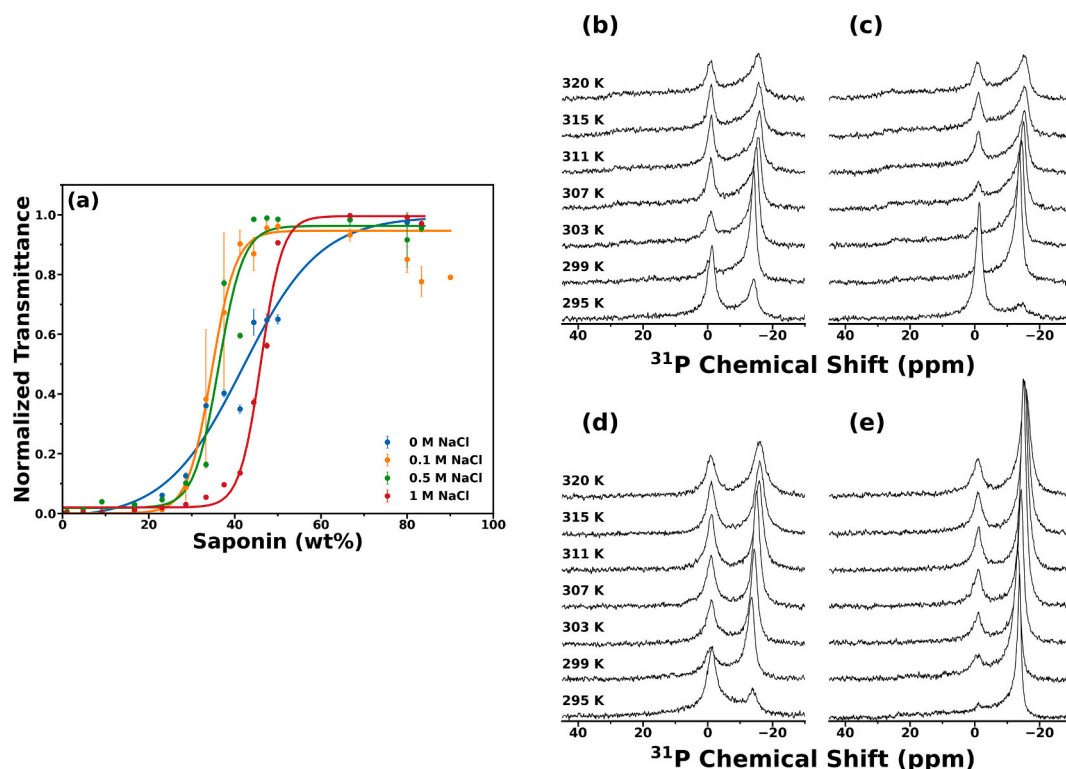 (a)
Normalized Transmittance
1.0
0.8
0.6
0.4
0.2
0.0
0 20 40 60 80 100
Saponin (wt%)
0 M NaCl
0.1 M NaCl
0.5 M NaCl
1 M NaCl
(b)
320 K
315 K
311 K
307 K
303 K
299 K
295 K
40 20 0 −20
(c)
40 20 0 −20
³¹P Chemical Shift (ppm)
(d)
320 K
315 K
311 K
307 K
303 K
299 K
295 K
40 20 0 −20
(e)
40 20 0 −20
³¹P Chemical Shift (ppm)